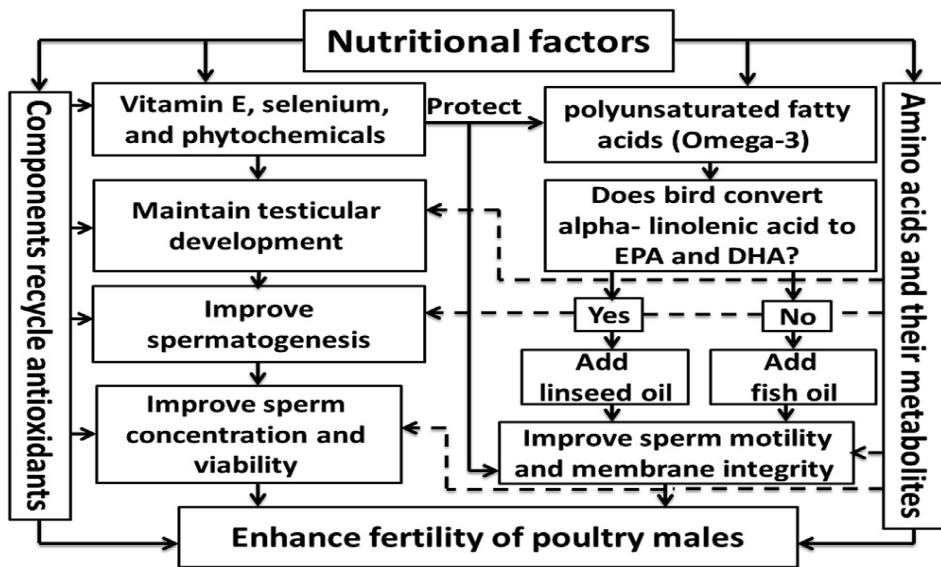 Nutritional factors
Components recycle antioxidants
Vitamin E, selenium,
and phytochemicals
Protect
polyunsaturated fatty
acids (Omega-3)
Amino acids and their metabolites
Maintain testicular
development
Does bird convert
alpha- linolenic acid to
EPA and DHA?
Improve
spermatogenesis
Yes
No
Add
linseed oil
Add
fish oil
Improve sperm
concentration and
viability
Improve sperm motility
and membrane integrity
Enhance fertility of poultry males